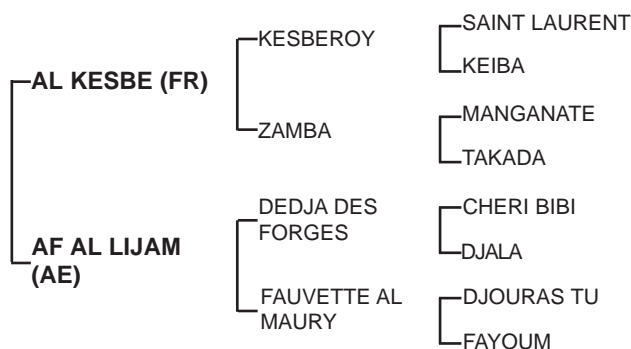 SAINT LAURENT
KESBEROY
KEIBA
AL KESBE (FR)
MANGANATE
ZAMBA
TAKADA
DEDJA DES
FORGES
CHERI BIBI
DJALA
AF AL LIJAM
(AE)
FAUVETTE AL
MAURY
DJOURAS TU
FAYOUM